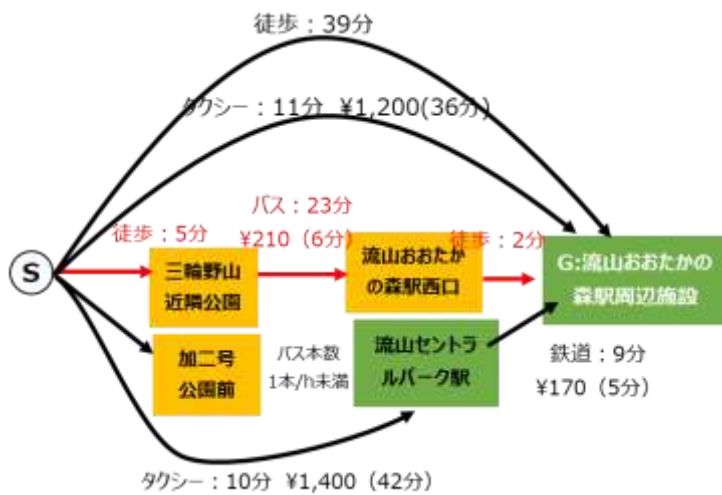 徒歩：39分
タクシー：11分 ¥1,200(36分)
バス：23分
¥210（6分）
徒歩：5分
徒歩：2分
S
三輪野山
近隣公園
流山おおたか
の森駅西口
G:流山おおたかの
森駅周辺施設
加二号
公園前
バス本数
1本/h未満
流山セントラ
ルパーク駅
鉄道：9分
¥170（5分）
タクシー：10分 ¥1,400（42分）